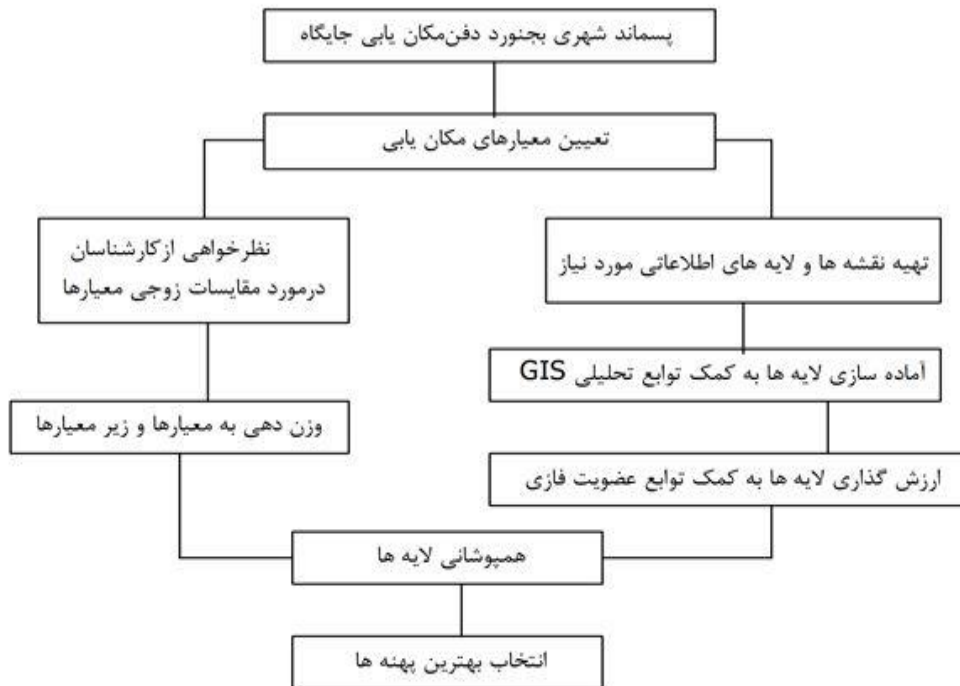 پسماند شهری بجنورد دفن‌مکان یابی جایگاه
تعیین معیارهای مکان یابی
نظرخواهی ازکارشناسان
درمورد مقایسات زوجی معیارها
تهیه نقشه ها و لایه های اطلاعاتی مورد نیاز
آماده سازی لایه ها به کمک توابع تحلیلی GIS
وزن دهی به معیارها و زیر معیارها
ارزش گذاری لایه ها به کمک توابع عضویت فازی
همپوشانی لایه ها
انتخاب بهترین پهنه ها